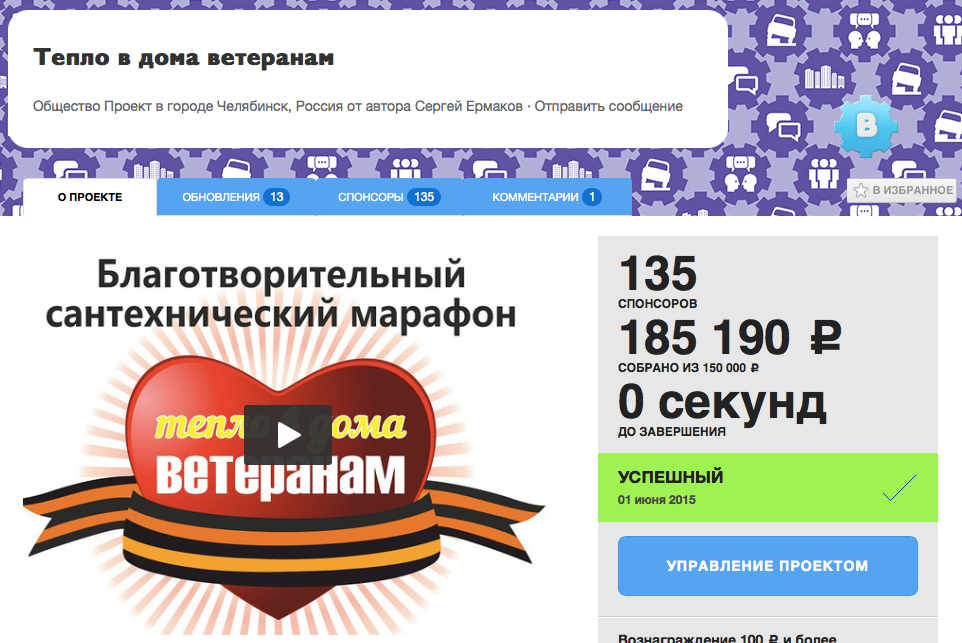 Тепло в дома ветеранам
Общество Проект в городе Челябинск, Россия от автора Сергей Ермаков · Отправить сообщение
В
О ПРОЕКТЕ
ОБНОВЛЕНИЯ 13
СПОНСОРЫ 135
КОММЕНТАРИИ 1
В ИЗБРАННОЕ
Благотворительный
сантехнический марафон
тепло в дома
ветеранам
135
СПОНСОРОВ
185 190 ₽
СОБРАНО ИЗ 150 000 ₽
0 секунд
ДО ЗАВЕРШЕНИЯ
УСПЕШНЫЙ
01 июня 2015
УПРАВЛЕНИЕ ПРОЕКТОМ
Вознаграждение 100 ₽ и более